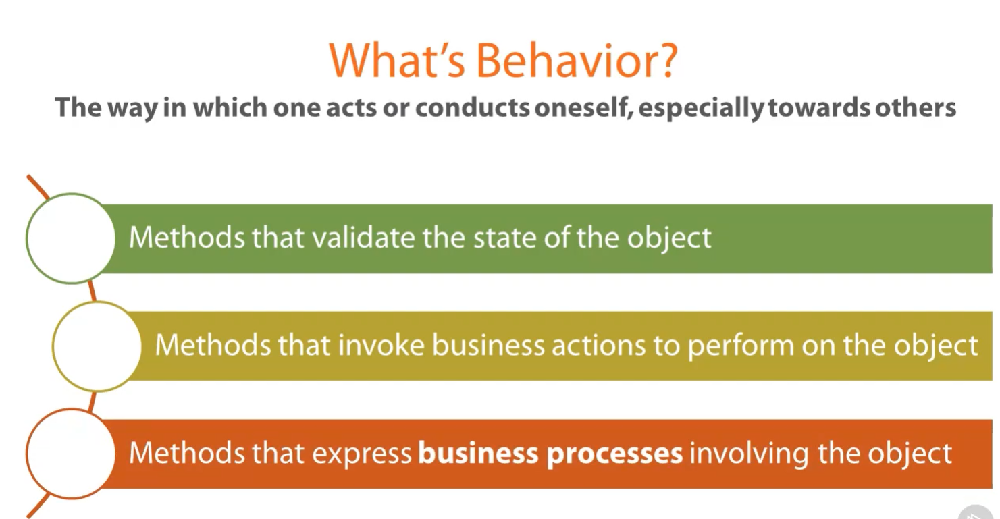 What's Behavior?
The way in which one acts or conducts oneself, especially towards others
Methods that validate the state of the object
Methods that invoke business actions to perform on the object
Methods that express business processes involving the object